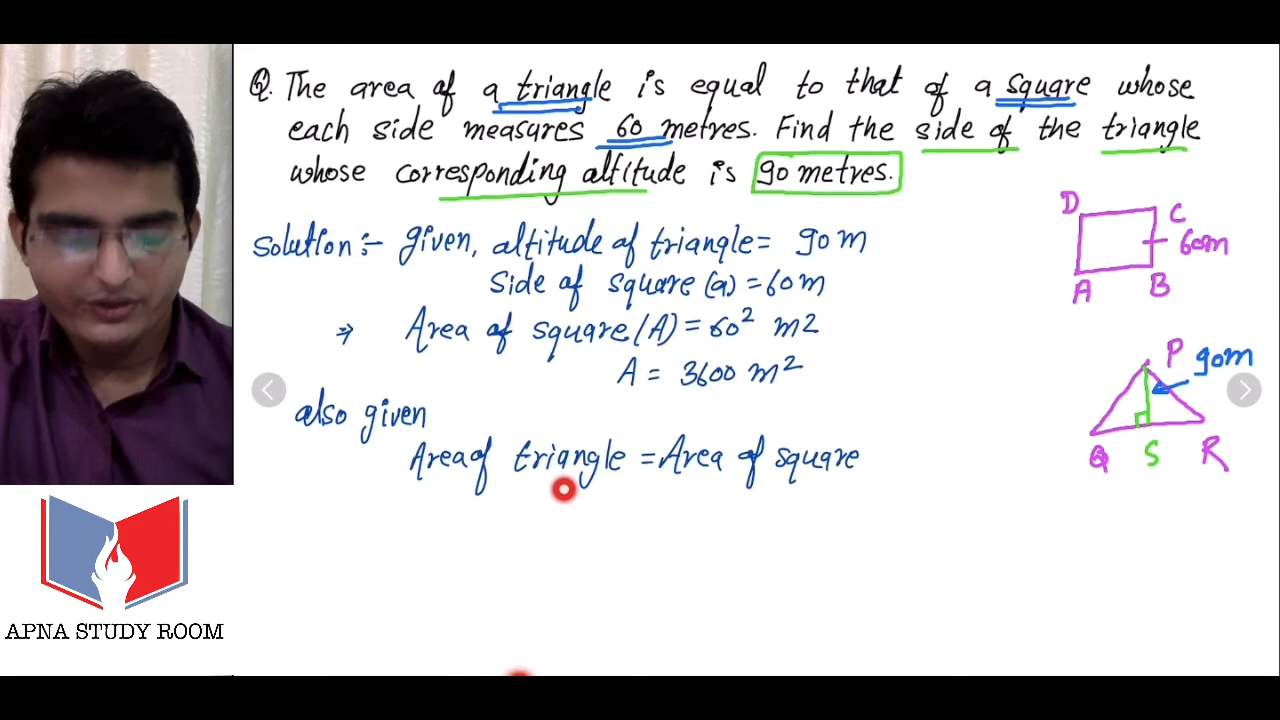 Q. The area of a triangle is equal to that of a square whose
each side measures 60 metres. Find the side of the triangle
whose corresponding altitude is 90 metres.
Solution :- given, altitude of triangle = 90 m
Side of square (a) = 60 m
⇒ Area of square (A) = 60² m2
A = 3600 m²
also given
Area of triangle = Area of square
D C
60m
A B
P 90m
Q S R
APNA STUDY ROOM